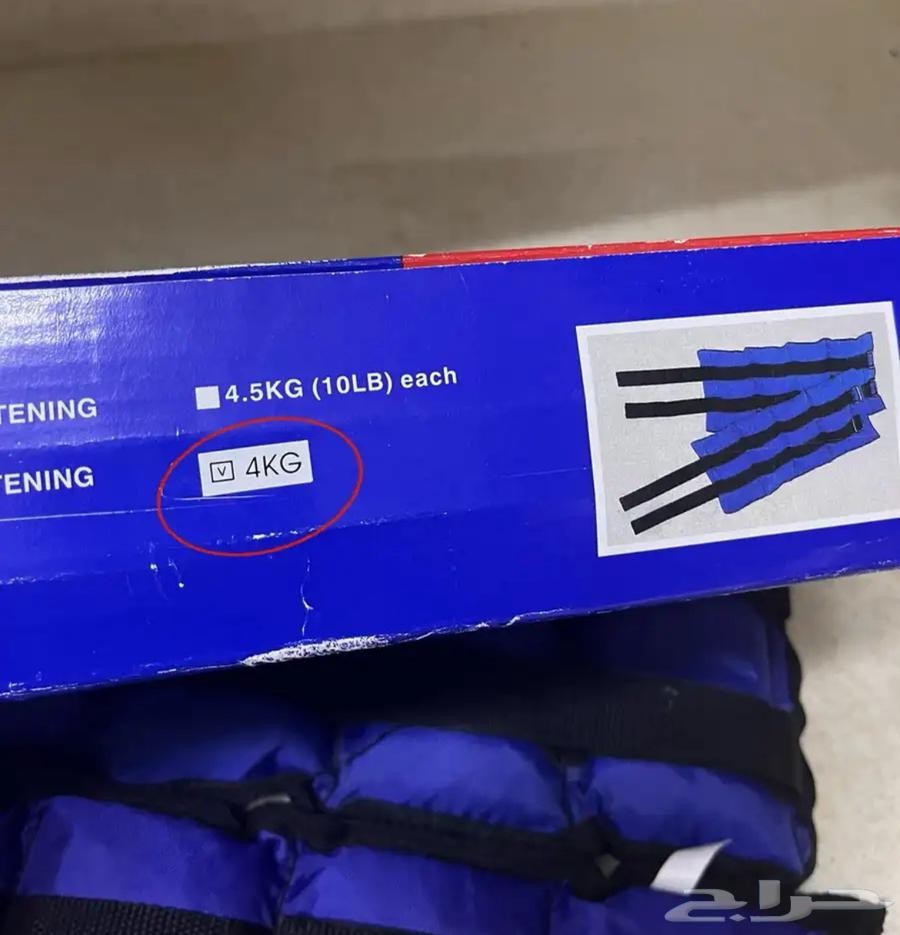 TENING
4.5KG (10LB) each
TENING
v 4KG
حراج